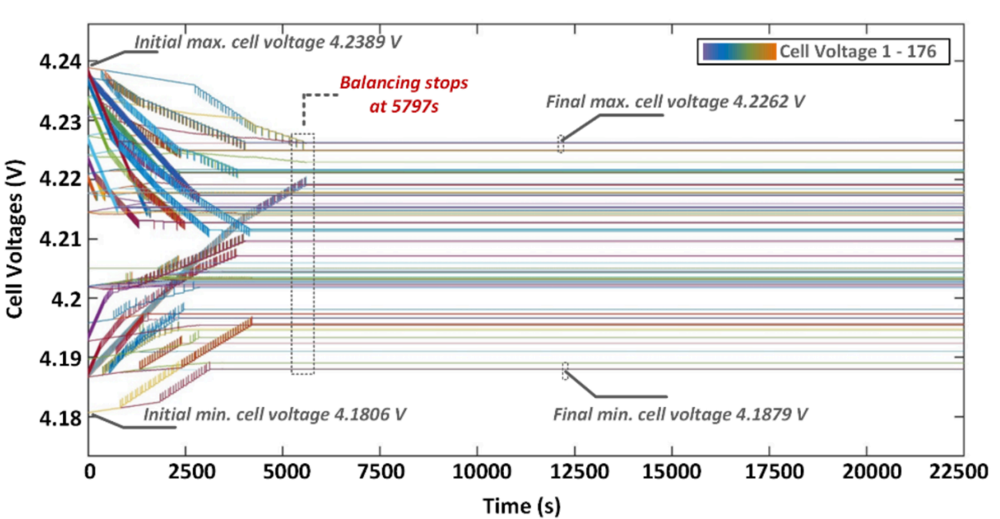 Initial max. cell voltage 4.2389 V
Cell Voltage 1 - 176
Balancing stops
at 5797s
Final max. cell voltage 4.2262 V
4.24
4.23
4.22
4.21
4.2
4.19
4.18
Cell Voltages (V)
Initial min. cell voltage 4.1806 V
Final min. cell voltage 4.1879 V
0 2500 5000 7500 10000 12500 15000 17500 20000 22500
Time (s)